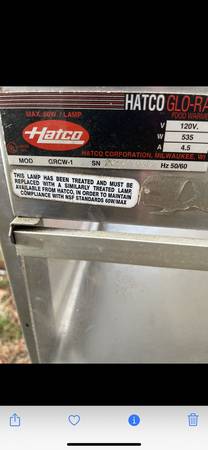 HATCO GLO-RA
FOOD WARME
MAX. 60W / LAMP
V 120V.
W 535
A 4.5
Hatco
HATCO CORPORATION, MILWAUKEE, WI
MOD GRCW-1 SN Hz 50/60
THIS LAMP HAS BEEN TREATED AND MUST BE
REPLACED WITH A SIMILARLY TREATED LAMP,
AVAILABLE FROM HATCO, IN ORDER TO MAINTAIN
COMPLIANCE WITH NSF STANDARDS 60W/MAX